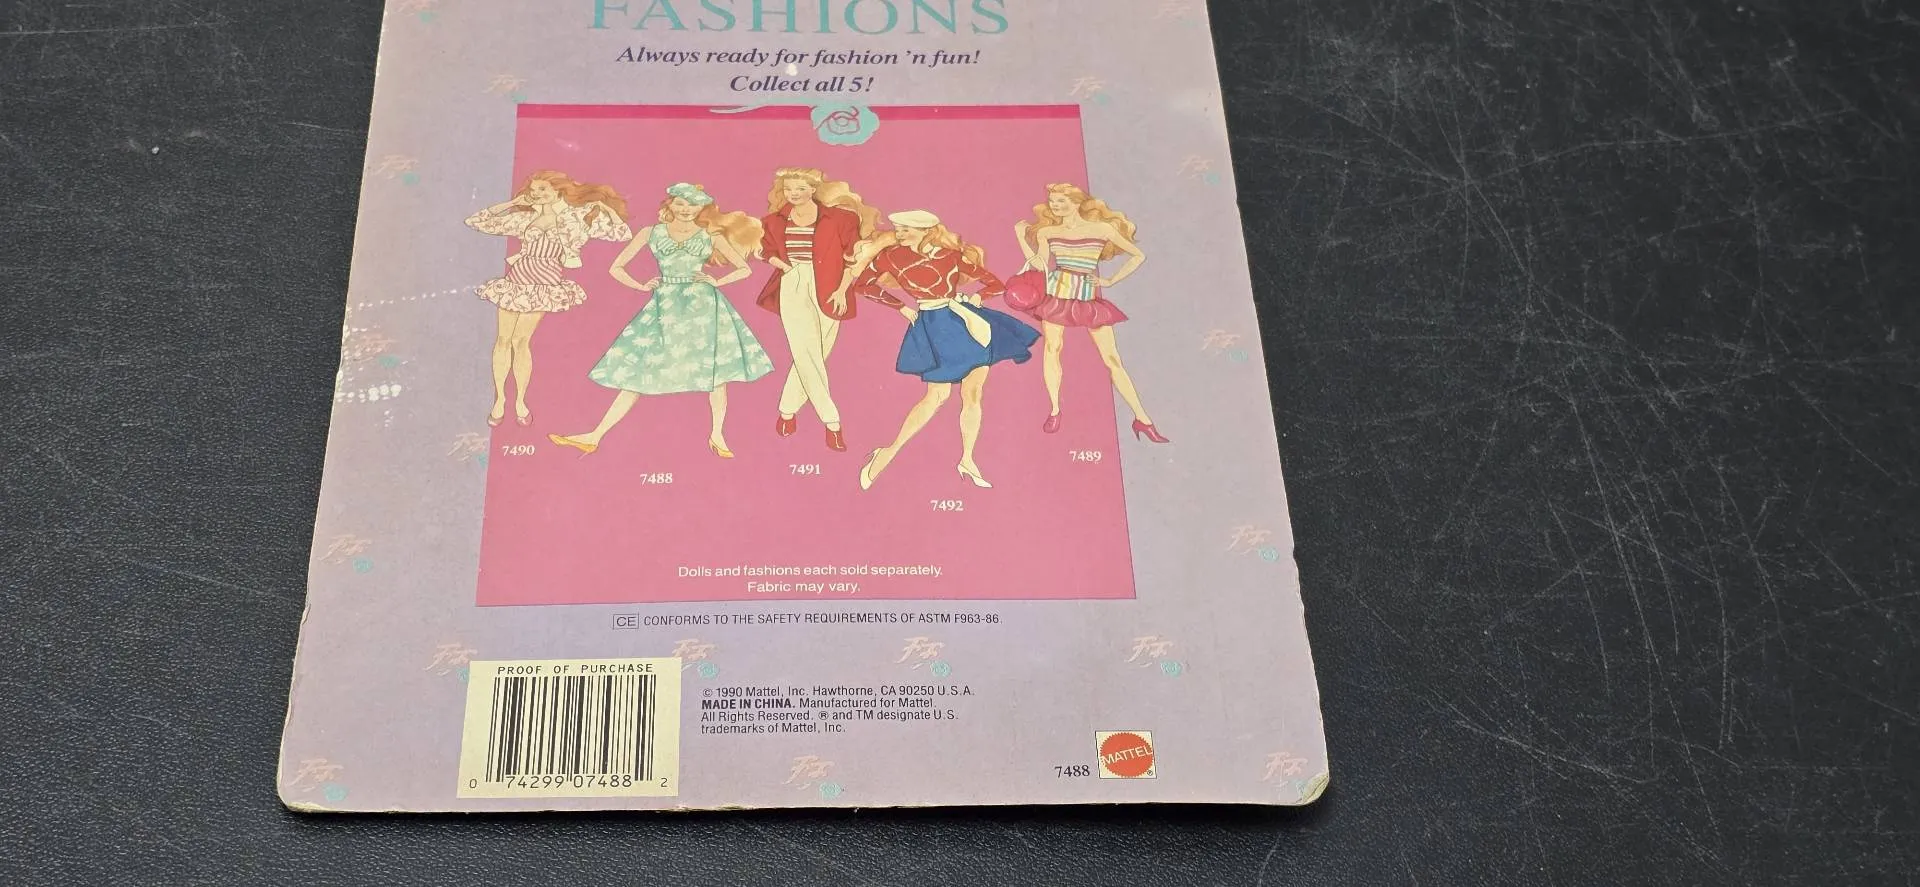 FASHIONS
Always ready for fashion 'n fun!
Collect all 5!
7490
7488
7491
7492
7489
Dolls and fashions each sold separately.
Fabric may vary.
CE CONFORMS TO THE SAFETY REQUIREMENTS OF ASTM F963-86.
PROOF OF PURCHASE
0 74299 07488 2
© 1990 Mattel, Inc. Hawthorne, CA 90250 U.S.A.
MADE IN CHINA. Manufactured for Mattel.
All Rights Reserved. ® and TM designate U.S.
trademarks of Mattel, Inc.
7488
MATTEL
®